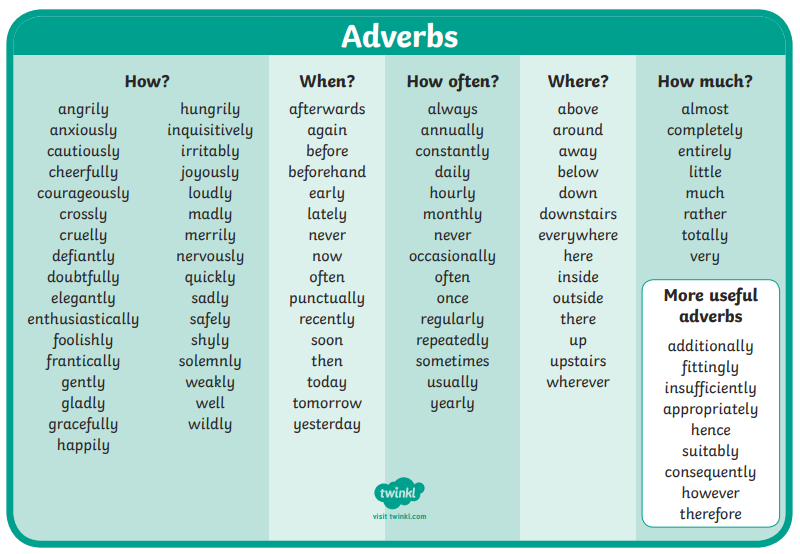 Adverbs
How?
angrily
anxiously
cautiously
cheerfully
courageously
crossly
cruelly
defiantly
doubtfully
elegantly
enthusiastically
foolishly
frantically
gently
gladly
gracefully
happily
hungrily
inquisitively
irritably
joyously
loudly
madly
merrily
nervously
quickly
sadly
safely
shyly
solemnly
weakly
well
wildly
When?
afterwards
again
before
beforehand
early
lately
never
now
often
punctually
recently
soon
then
today
tomorrow
yesterday
How often?
always
annually
constantly
daily
hourly
monthly
never
occasionally
often
once
regularly
repeatedly
sometimes
usually
yearly
Where?
above
around
away
below
down
downstairs
everywhere
here
inside
outside
there
up
upstairs
wherever
How much?
almost
completely
entirely
little
much
rather
totally
very
More useful
adverbs
additionally
fittingly
insufficiently
appropriately
hence
suitably
consequently
however
therefore
twinkl
visit twinkl.com